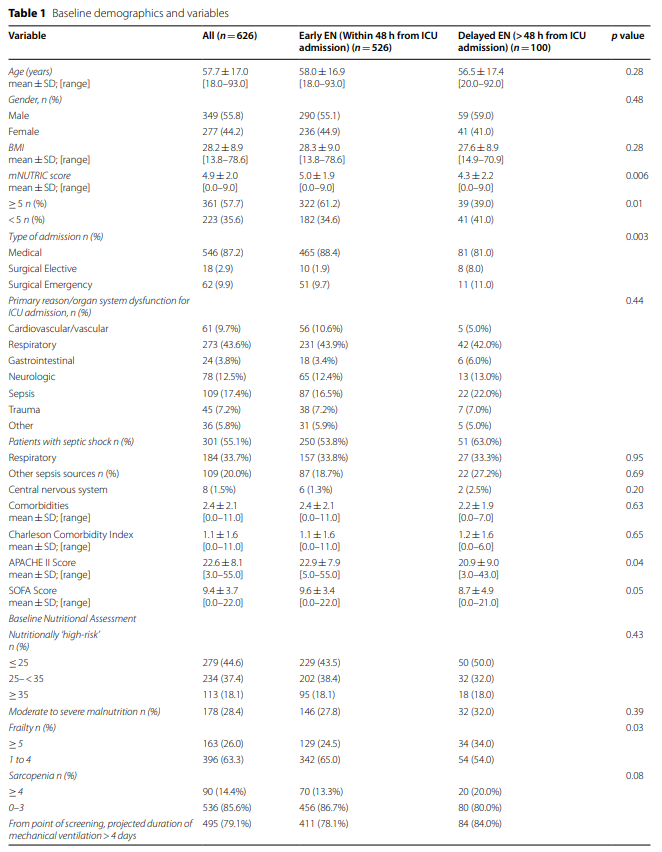 Table 1 Baseline demographics and variables
Variable All (n = 626) Early EN (Within 48 h from ICU admission) (n = 526) Delayed EN (> 48 h from ICU admission) (n = 100) p value
Age (years) 57.7 ± 17.0 58.0 ± 16.9 56.5 ± 17.4 0.28
mean ± SD; [range] [18.0–93.0] [18.0–93.0] [20.0–92.0]
Gender, n (%) 0.48
Male 349 (55.8) 290 (55.1) 59 (59.0)
Female 277 (44.2) 236 (44.9) 41 (41.0)
BMI 28.2 ± 8.9 28.3 ± 9.0 27.6 ± 8.9 0.28
mean ± SD; [range] [13.8–78.6] [13.8–78.6] [14.9–70.9]
mNUTRIC score 4.9 ± 2.0 5.0 ± 1.9 4.3 ± 2.2 0.006
mean ± SD; [range] [0.0–9.0] [0.0–9.0] [0.0–9.0]
≥ 5 n (%) 361 (57.7) 322 (61.2) 39 (39.0) 0.01
< 5 n (%) 223 (35.6) 182 (34.6) 41 (41.0)
Type of admission n (%) 0.003
Medical 546 (87.2) 465 (88.4) 81 (81.0)
Surgical Elective 18 (2.9) 10 (1.9) 8 (8.0)
Surgical Emergency 62 (9.9) 51 (9.7) 11 (11.0)
Primary reason/organ system dysfunction for 0.44
ICU admission, n (%)
Cardiovascular/vascular 61 (9.7%) 56 (10.6%) 5 (5.0%)
Respiratory 273 (43.6%) 231 (43.9%) 42 (42.0%)
Gastrointestinal 24 (3.8%) 18 (3.4%) 6 (6.0%)
Neurologic 78 (12.5%) 65 (12.4%) 13 (13.0%)
Sepsis 109 (17.4%) 87 (16.5%) 22 (22.0%)
Trauma 45 (7.2%) 38 (7.2%) 7 (7.0%)
Other 36 (5.8%) 31 (5.9%) 5 (5.0%)
Patients with septic shock n (%) 301 (55.1%) 250 (53.8%) 51 (63.0%)
Respiratory 184 (33.7%) 157 (33.8%) 27 (33.3%) 0.95
Other sepsis sources n (%) 109 (20.0%) 87 (18.7%) 22 (27.2%) 0.69
Central nervous system 8 (1.5%) 6 (1.3%) 2 (2.5%) 0.20
Comorbidities 2.4 ± 2.1 2.4 ± 2.1 2.2 ± 1.9 0.63
mean ± SD; [range] [0.0–11.0] [0.0–11.0] [0.0–7.0]
Charleson Comorbidity Index 1.1 ± 1.6 1.1 ± 1.6 1.2 ± 1.6 0.65
mean ± SD; [range] [0.0–11.0] [0.0–11.0] [0.0–6.0]
APACHE II Score 22.6 ± 8.1 22.9 ± 7.9 20.9 ± 9.0 0.04
mean ± SD; [range] [3.0–55.0] [5.0–55.0] [3.0–43.0]
SOFA Score 9.4 ± 3.7 9.6 ± 3.4 8.7 ± 4.9 0.05
mean ± SD; [range] [0.0–22.0] [0.0–22.0] [0.0–21.0]
Baseline Nutritional Assessment
Nutritionally 'high-risk' 0.43
n (%)
≤ 25 279 (44.6) 229 (43.5) 50 (50.0)
25– < 35 234 (37.4) 202 (38.4) 32 (32.0)
≥ 35 113 (18.1) 95 (18.1) 18 (18.0)
Moderate to severe malnutrition n (%) 178 (28.4) 146 (27.8) 32 (32.0) 0.39
Frailty n (%) 0.03
≥ 5 163 (26.0) 129 (24.5) 34 (34.0)
1 to 4 396 (63.3) 342 (65.0) 54 (54.0)
Sarcopenia n (%) 0.08
≥ 4 90 (14.4%) 70 (13.3%) 20 (20.0%)
0–3 536 (85.6%) 456 (86.7%) 80 (80.0%)
From point of screening, projected duration of 495 (79.1%) 411 (78.1%) 84 (84.0%)
mechanical ventilation > 4 days